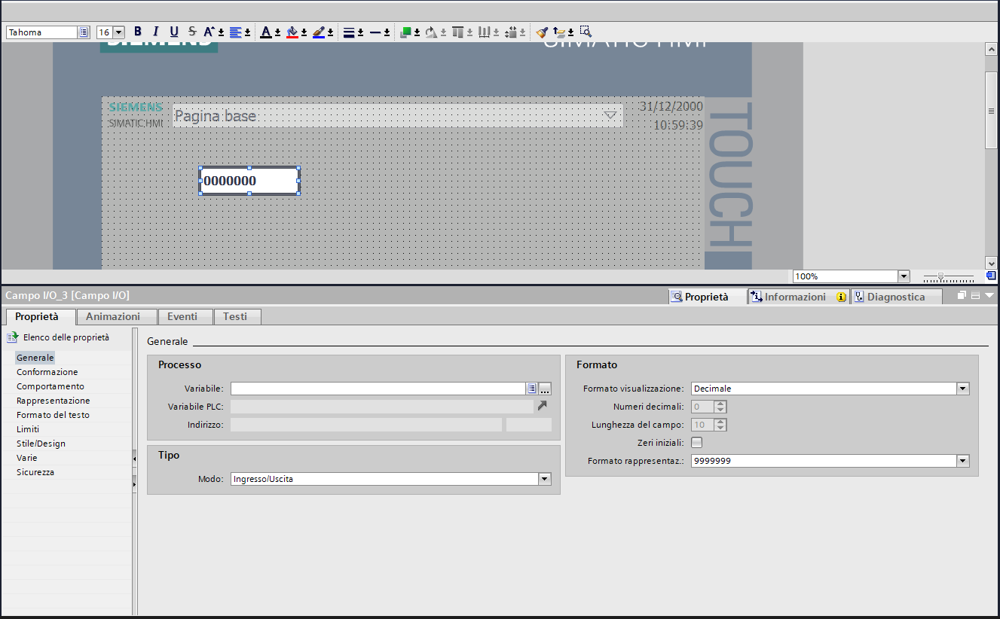 Tahoma 16 B I U S A A
SIEMENS SIMATIC HMI
SIEMENS
SIMATIC HMI
Pagina base
31/12/2000
10:59:39
TOUCH
0000000
100%
Campo I/O_3 [Campo I/O]
Proprietà Informazioni Diagnostica
Proprietà Animazioni Eventi Testi
Elenco delle proprietà
Generale
Conformazione
Comportamento
Rappresentazione
Formato del testo
Limiti
Stile/Design
Varie
Sicurezza
Generale
Processo
Variabile:
...
Variabile PLC:
Indirizzo:
Tipo
Modo: Ingresso/Uscita
Formato
Formato visualizzazione: Decimale
Numeri decimali: 0
Lunghezza del campo: 10
Zeri iniziali:
Formato rappresentaz.: 9999999